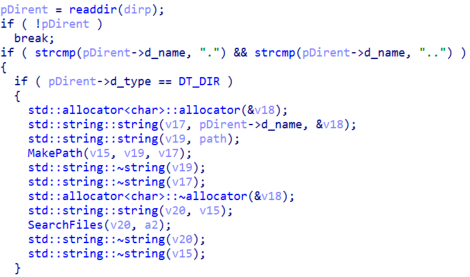 pDirent = readdir(dirp);
if ( !pDirent )
break;
if ( strcmp(pDirent->d_name, ".") && strcmp(pDirent->d_name, "..") )
{
if ( pDirent->d_type == DT_DIR )
{
std::allocator<char>::allocator(&v18);
std::string::string(v17, pDirent->d_name, &v18);
std::string::string(v19, path);
MakePath(v15, v19, v17);
std::string::~string(v19);
std::string::~string(v17);
std::allocator<char>::~allocator(&v18);
std::string::string(v20, v15);
SearchFiles(v20, a2);
std::string::~string(v20);
std::string::~string(v15);
}